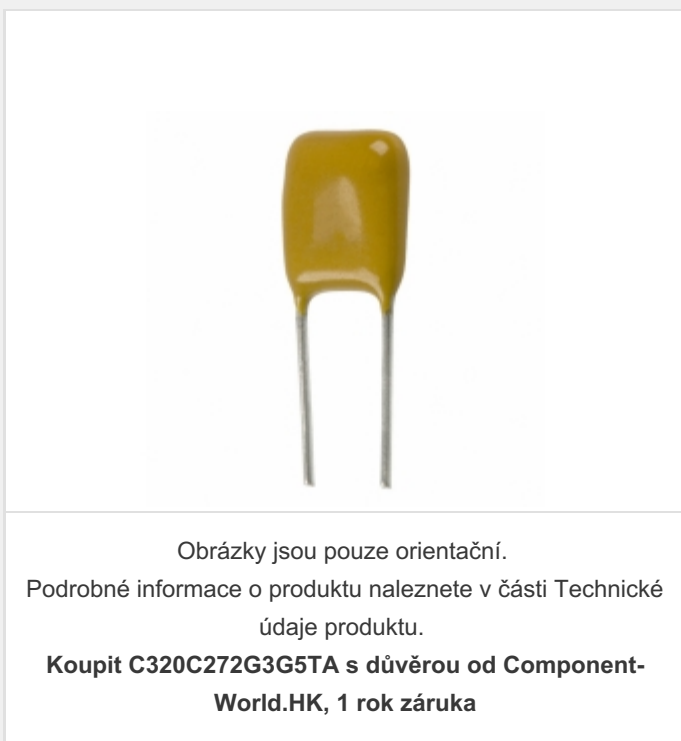 Obrázky jsou pouze orientační.
Podrobné informace o produktu naleznete v části Technické
údaje produktu.
Koupit C320C272G3G5TA s důvěrou od Component-
World.HK, 1 rok záruka